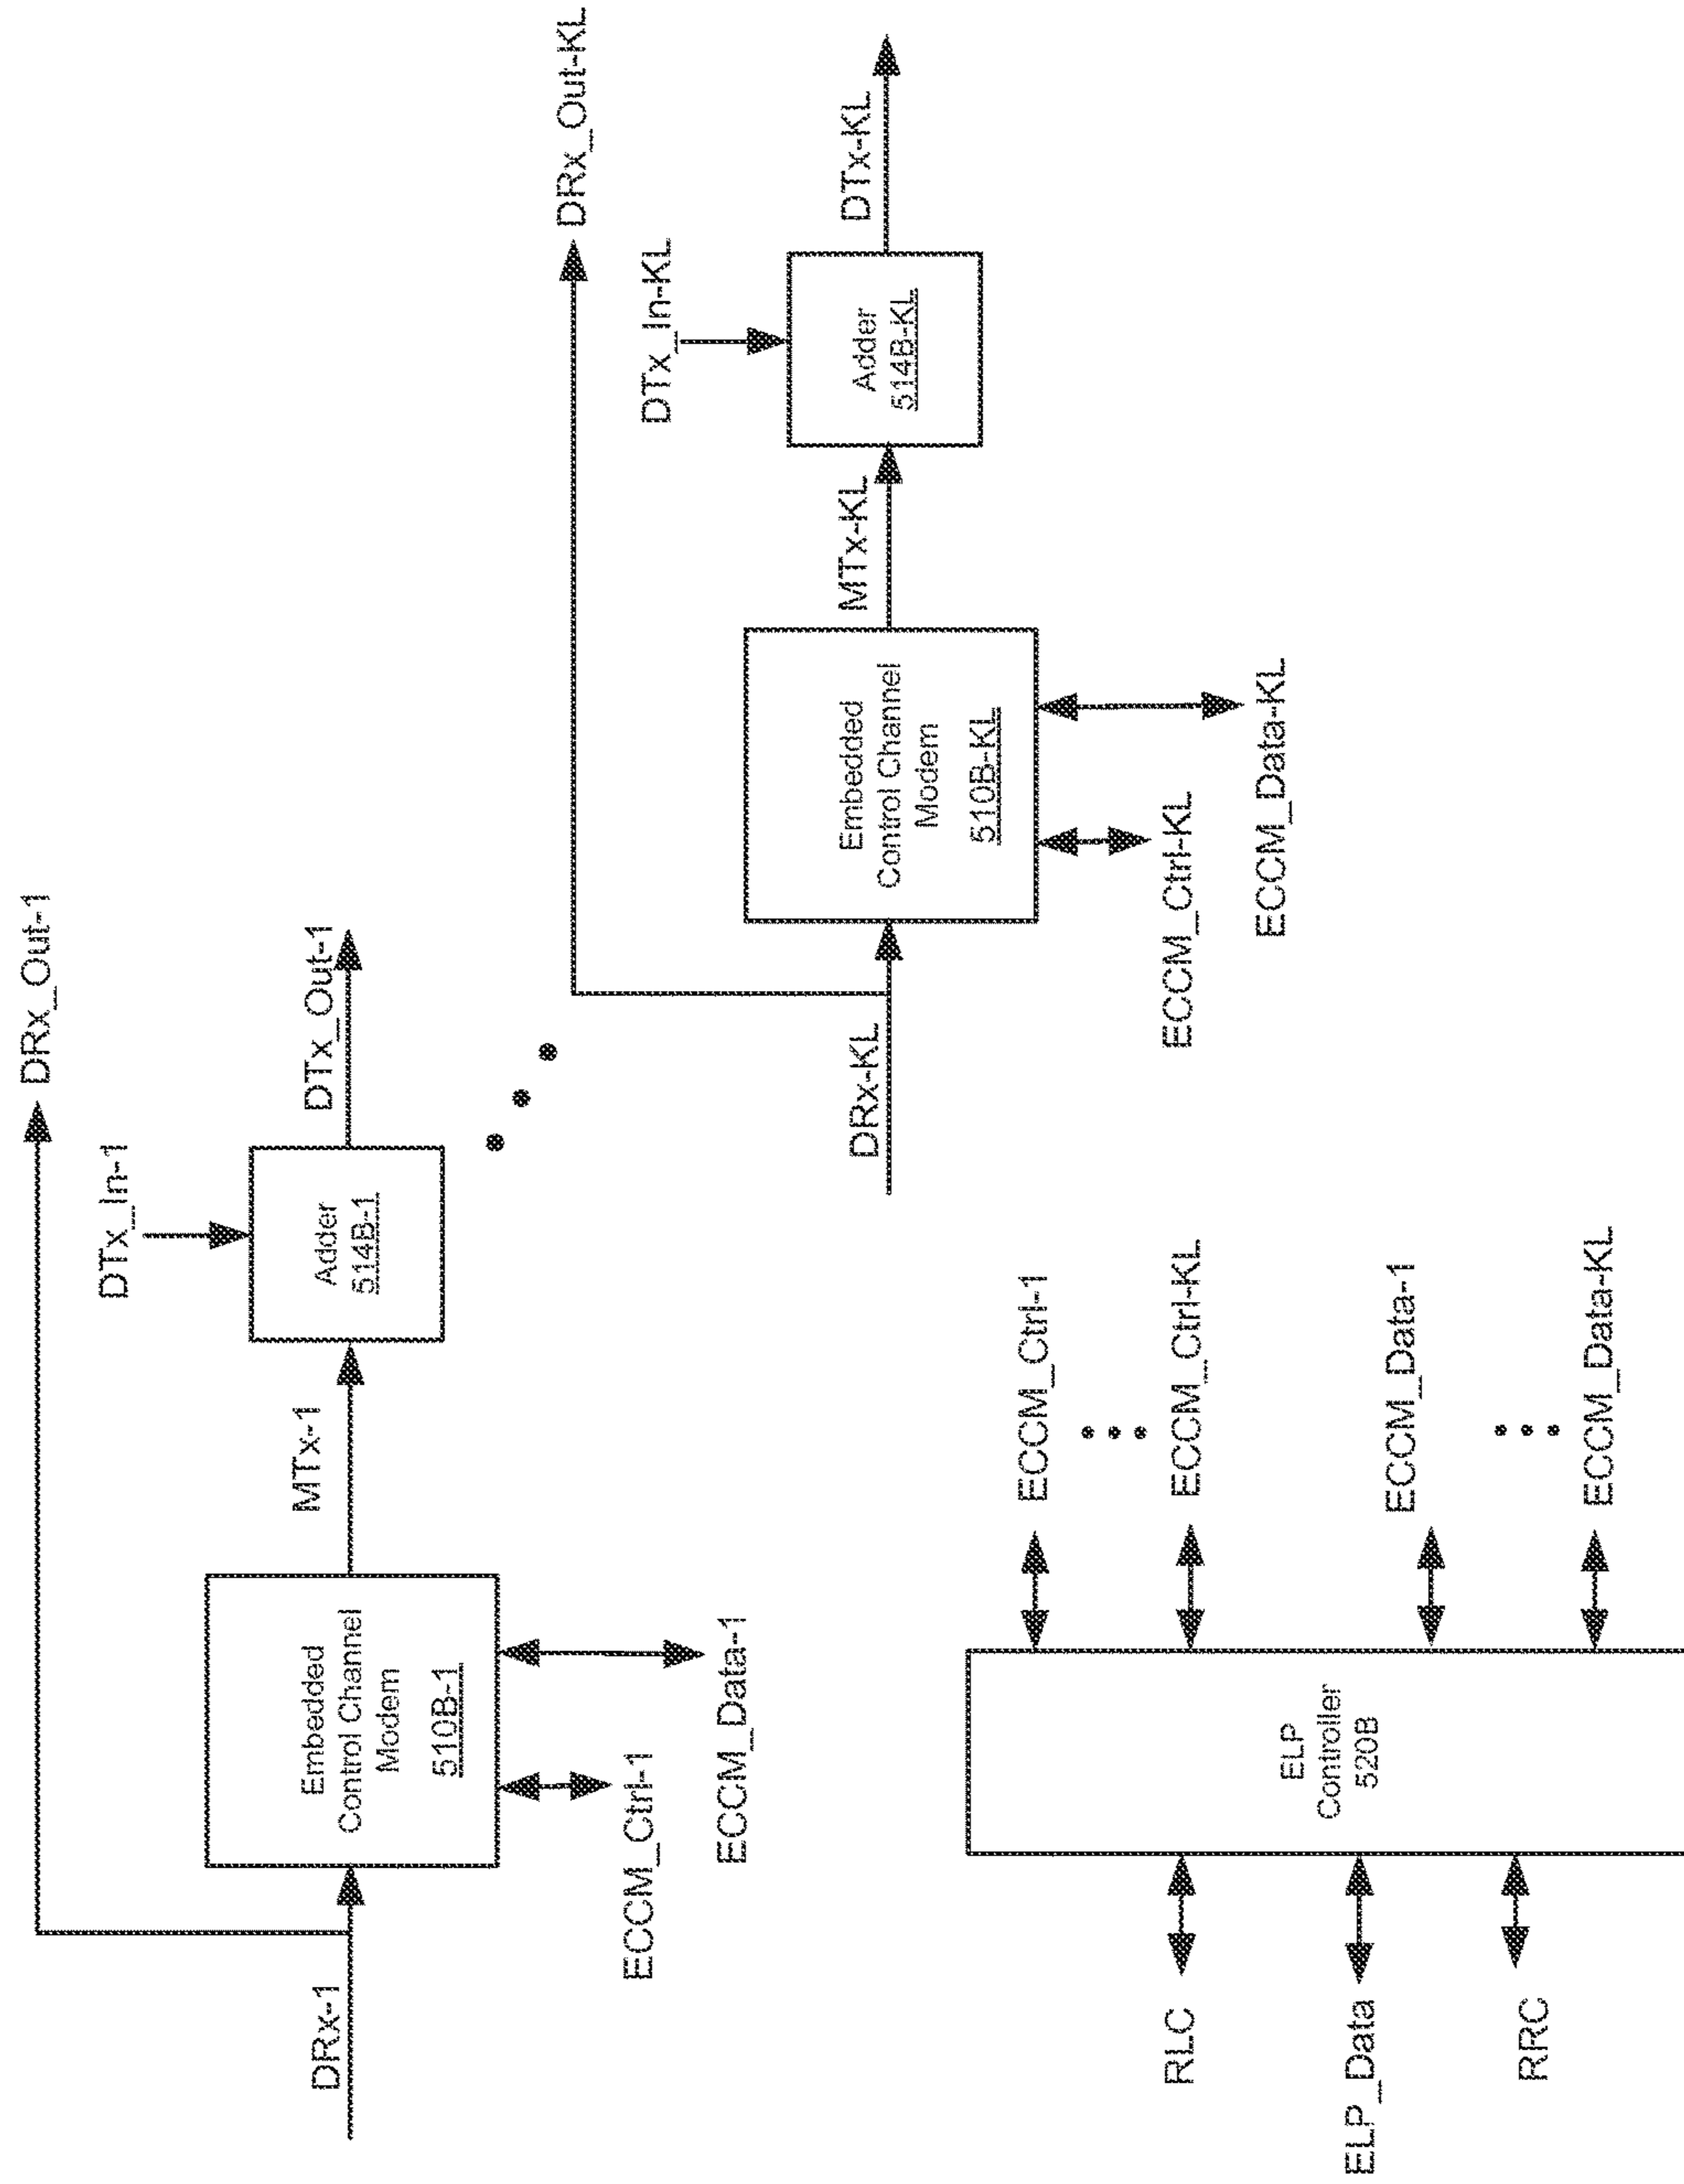 DRx_Out-1
DTx_In-1
DRx-1
Embedded
Control Channel
Modem
510B-1
MTx-1
Adder
514B-1
DTx_Out-1
ECCM_Ctrl-1
ECCM_Data-1
DRx_Out-KL
DTx_In-KL
DRx-KL
Embedded
Control Channel
Modem
510B-KL
MTx-KL
Adder
514B-KL
DTx-KL
ECCM_Ctrl-KL
ECCM_Data-KL
RLC
ELP_Data
RRC
ELP
Controller
520B
ECCM_Ctrl-1
ECCM_Ctrl-KL
ECCM_Data-1
ECCM_Data-KL